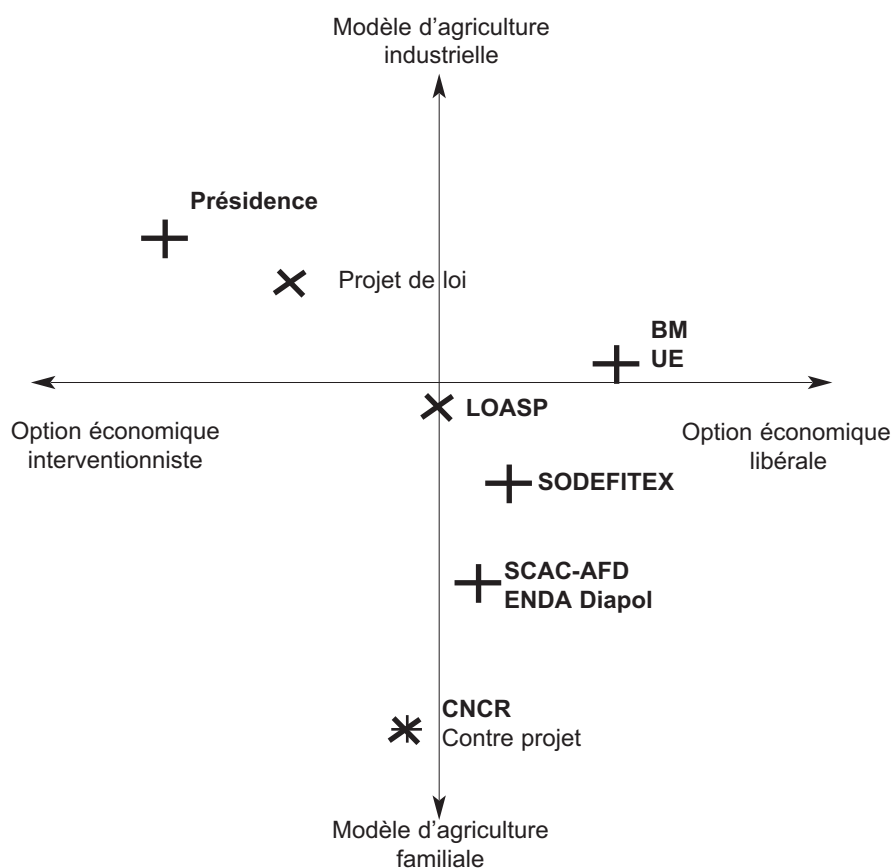 Modèle d’agriculture
industrielle
Présidence
Projet de loi
BM
UE
LOASP
Option économique
interventionniste
Option économique
libérale
SODEFITEX
SCAC-AFD
ENDA Diapol
CNCR
Contre projet
Modèle d’agriculture
familiale